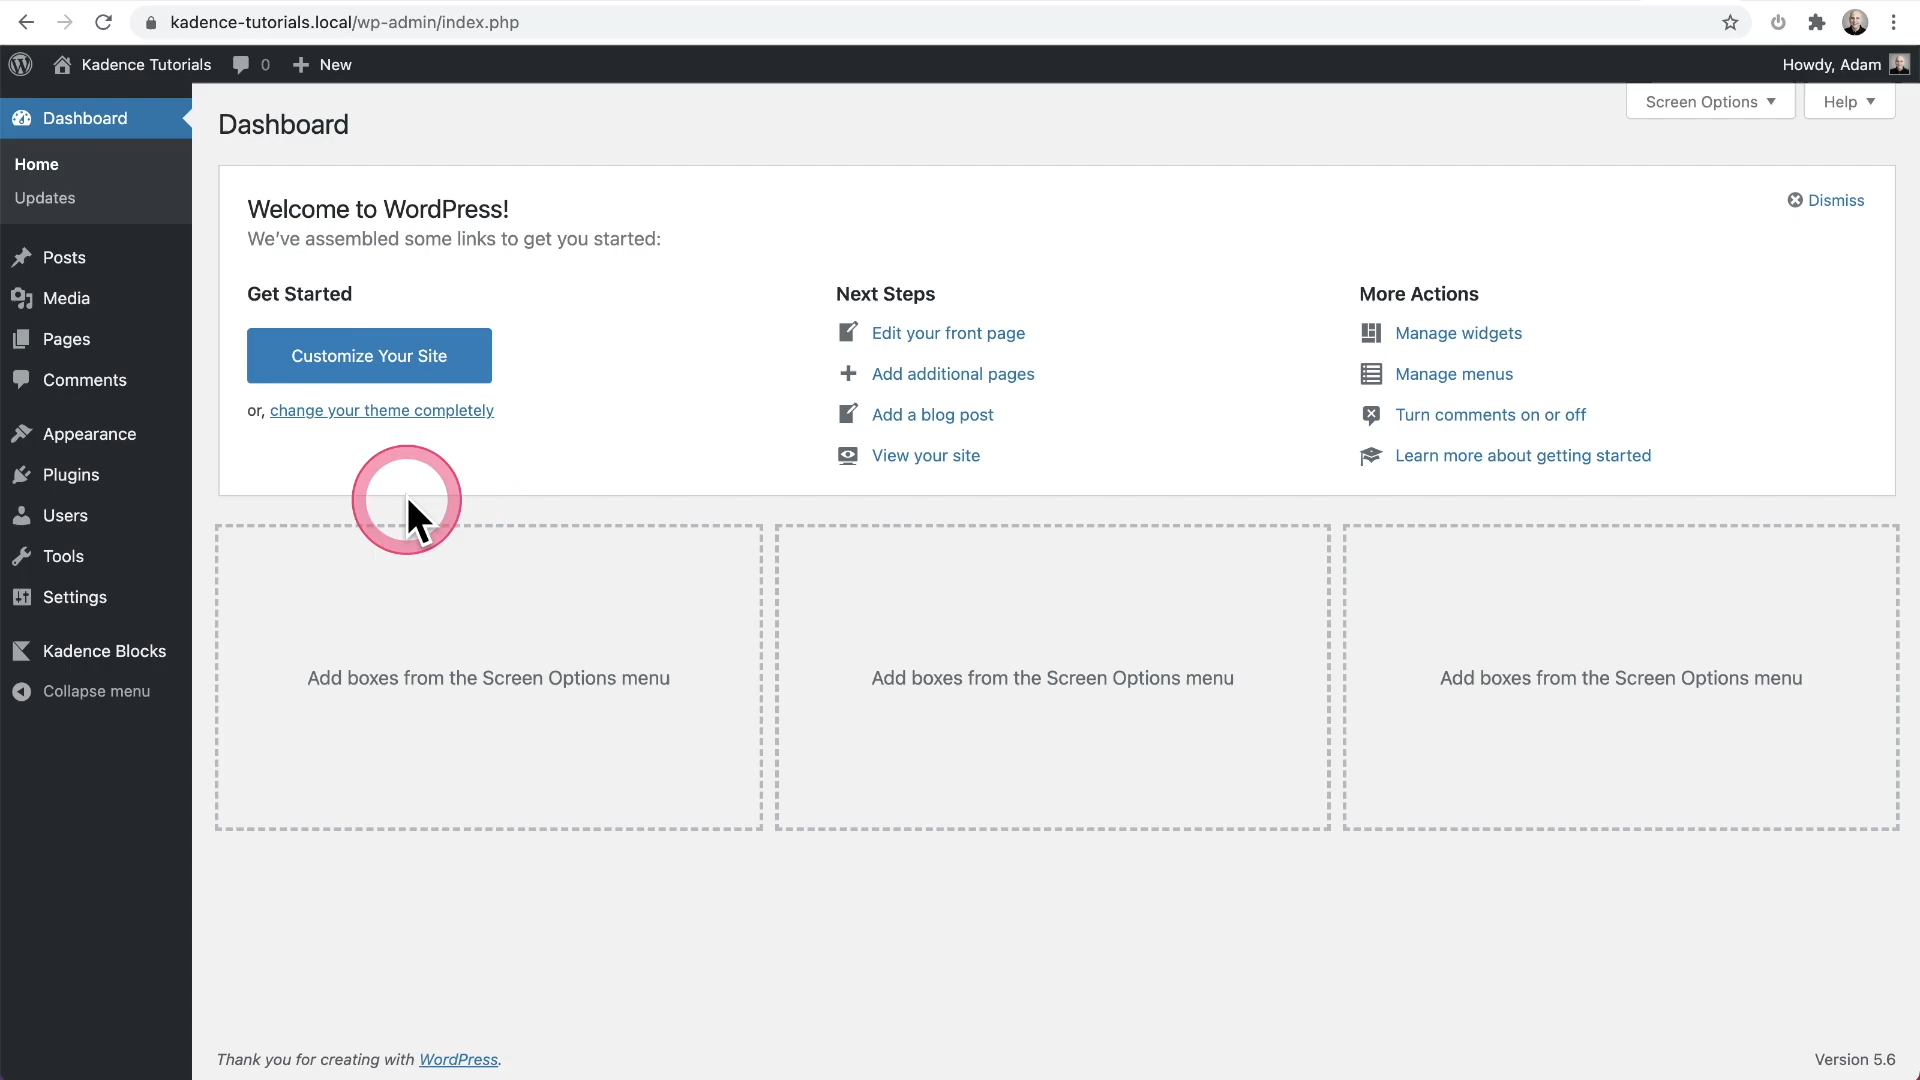 kadence-tutorials.local/wp-admin/index.php
Kadence Tutorials 0 New Howdy, Adam
Dashboard
Home
Updates
Posts
Media
Pages
Comments
Appearance
Plugins
Users
Tools
Settings
Kadence Blocks
Collapse menu
Screen Options Help
Dashboard
Welcome to WordPress! Dismiss
We've assembled some links to get you started:
Get Started
Customize Your Site
or, change your theme completely
Next Steps
Edit your front page
Add additional pages
Add a blog post
View your site
More Actions
Manage widgets
Manage menus
Turn comments on or off
Learn more about getting started
Add boxes from the Screen Options menu
Add boxes from the Screen Options menu
Add boxes from the Screen Options menu
Thank you for creating with WordPress. Version 5.6